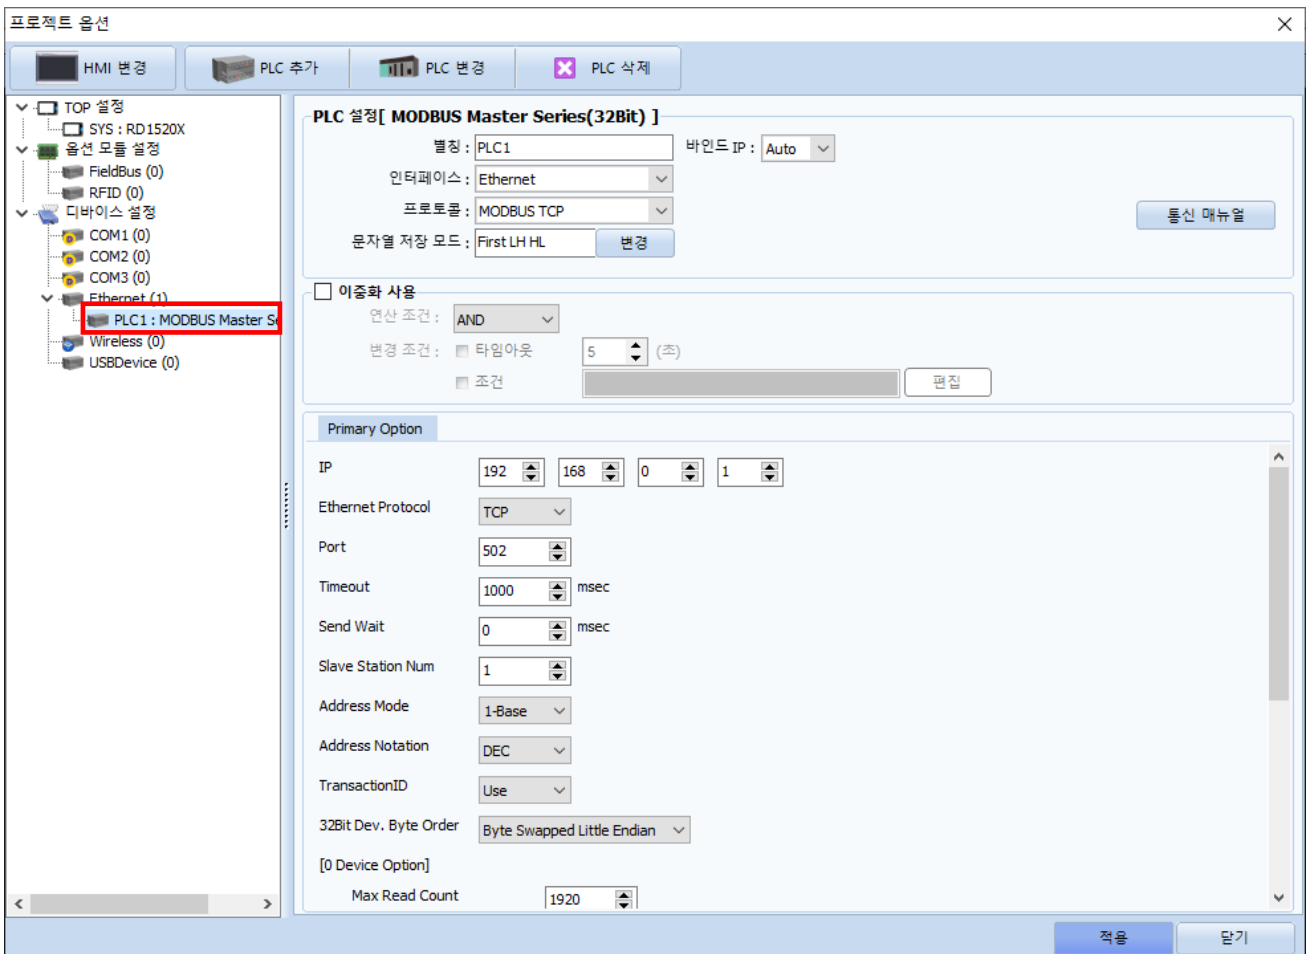 프로젝트 옵션
HMI 변경
PLC 추가
PLC 변경
PLC 삭제
TOP 설정
SYS : RD1520X
옵션 모듈 설정
FieldBus (0)
RFID (0)
디바이스 설정
COM1 (0)
COM2 (0)
COM3 (0)
Ethernet (1)
PLC1 : MODBUS Master Se
Wireless (0)
USBDevice (0)
PLC 설정[ MODBUS Master Series(32Bit) ]
별칭 : PLC1 바인드 IP : Auto
인터페이스 : Ethernet
프로토콜 : MODBUS TCP
통신 매뉴얼
문자열 저장 모드 : First LH HL 변경
이중화 사용
연산 조건 : AND
변경 조건 : 타임아웃 5 (초)
조건 편집
Primary Option
IP 192 168 0 1
Ethernet Protocol TCP
Port 502
Timeout 1000 msec
Send Wait 0 msec
Slave Station Num 1
Address Mode 1-Base
Address Notation DEC
TransactionID Use
32Bit Dev. Byte Order Byte Swapped Little Endian
[0 Device Option]
Max Read Count 1920
적용 닫기